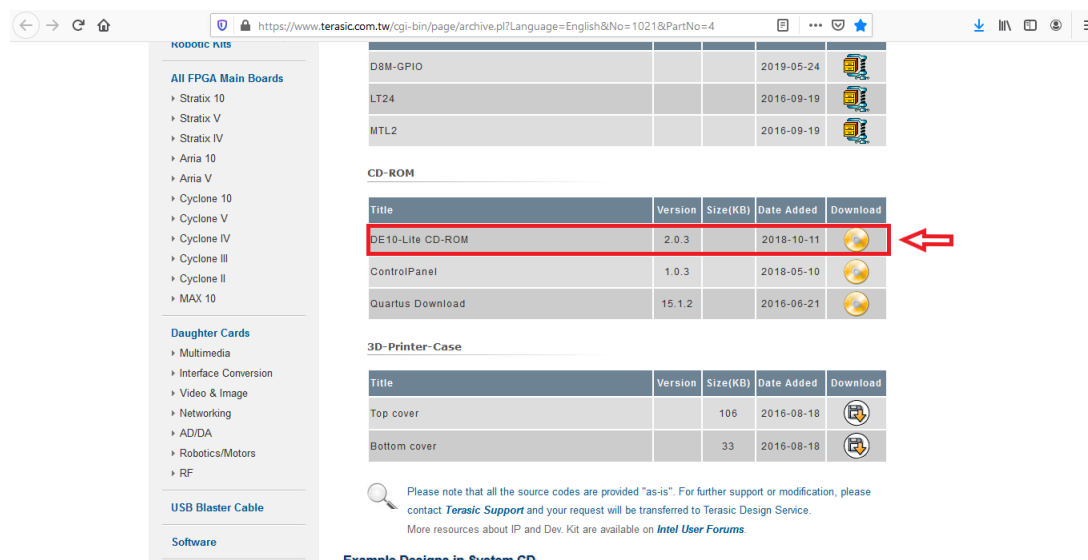 https://www.terasic.com.tw/cgi-bin/page/archive.pl?Language=English&No=1021&PartNo=4
Robotic Kits
All FPGA Main Boards
Stratix 10
Stratix V
Stratix IV
Arria 10
Arria V
Cyclone 10
Cyclone V
Cyclone IV
Cyclone III
Cyclone II
MAX 10
Daughter Cards
Multimedia
Interface Conversion
Video & Image
Networking
AD/DA
Robotics/Motors
RF
USB Blaster Cable
Software
D8M-GPIO 2019-05-24
LT24 2016-09-19
MTL2 2016-09-19
CD-ROM
Title Version Size(KB) Date Added Download
DE10-Lite CD-ROM 2.0.3 2018-10-11
ControlPanel 1.0.3 2018-05-10
Quartus Download 15.1.2 2016-06-21
3D-Printer-Case
Title Version Size(KB) Date Added Download
Top cover 106 2016-08-18
Bottom cover 33 2016-08-18
Please note that all the source codes are provided "as-is". For further support or modification, please
contact Terasic Support and your request will be transferred to Terasic Design Service.
More resources about IP and Dev. Kit are available on Intel User Forums.
Example Designs in System CD